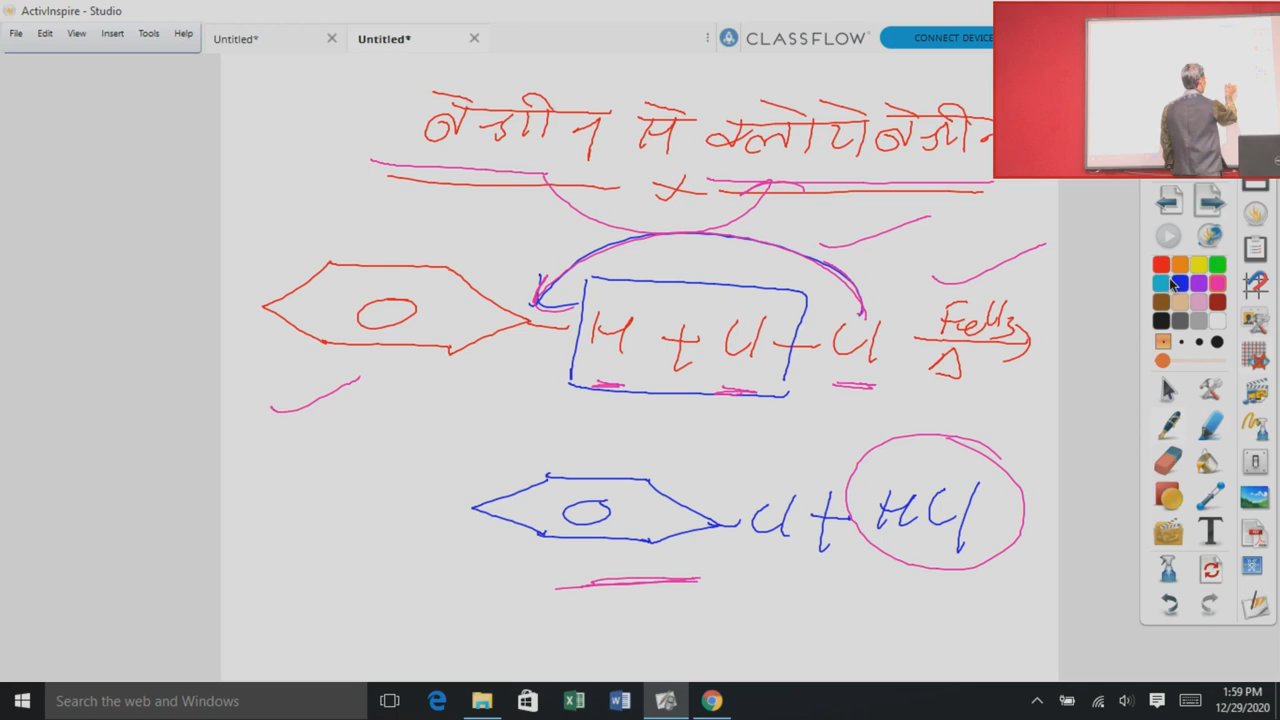 ActivInspire - Studio
File Edit View Insert Tools Help
Untitled* Untitled* CLASSFLOW CONNECT DEVICE
बेंजीन से क्लोरोबेंजीन
H + Cl - Cl FeCl3
Δ
Cl + HCl
Search the web and Windows
1:59 PM
12/29/2020